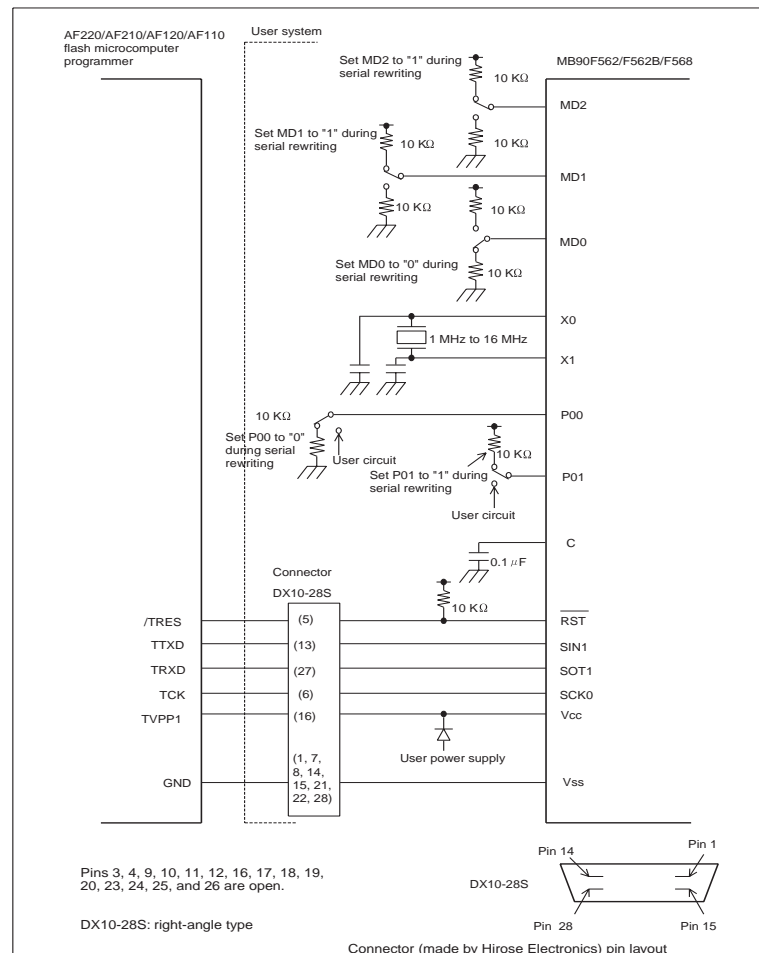 AF220/AF210/AF120/AF110
flash microcomputer
programmer
User system
MB90F562/F562B/F568
Set MD2 to "1" during
serial rewriting
10 KΩ
MD2
10 KΩ
Set MD1 to "1" during
serial rewriting
10 KΩ
MD1
10 KΩ
10 KΩ
MD0
Set MD0 to "0" during
serial rewriting
10 KΩ
X0
1 MHz to 16 MHz
X1
10 KΩ
P00
Set P00 to "0"
during serial
rewriting
User circuit
10 KΩ
Set P01 to "1" during
serial rewriting
P01
User circuit
C
0.1 μF
Connector
DX10-28S
10 KΩ
/TRES
(5)
RST
TTXD
(13)
SIN1
TRXD
(27)
SOT1
TCK
(6)
SCK0
TVPP1
(16)
Vcc
User power supply
GND
(1, 7,
8, 14,
15, 21,
22, 28)
Vss
Pins 3, 4, 9, 10, 11, 12, 16, 17, 18, 19,
20, 23, 24, 25, and 26 are open.
DX10-28S: right-angle type
Pin 14
Pin 1
DX10-28S
Pin 28
Pin 15
Connector (made by Hirose Electronics) pin layout